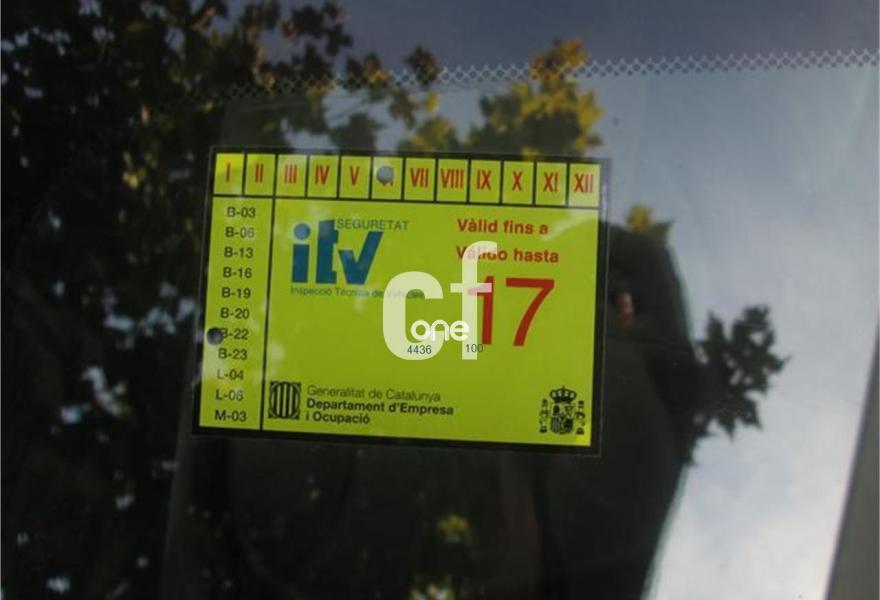 I II III IV V VI VII VIII IX X XI XII
B-03
B-06
B-13
B-16
B-19
B-20
B-22
B-23
L-04
L-06
M-03
SEGURETAT
itv
Inspecció Tècnica de Vehicles
Vàlid fins a
Válido hasta
17
cf
one
4436 100
Generalitat de Catalunya
Departament d'Empresa
i Ocupació